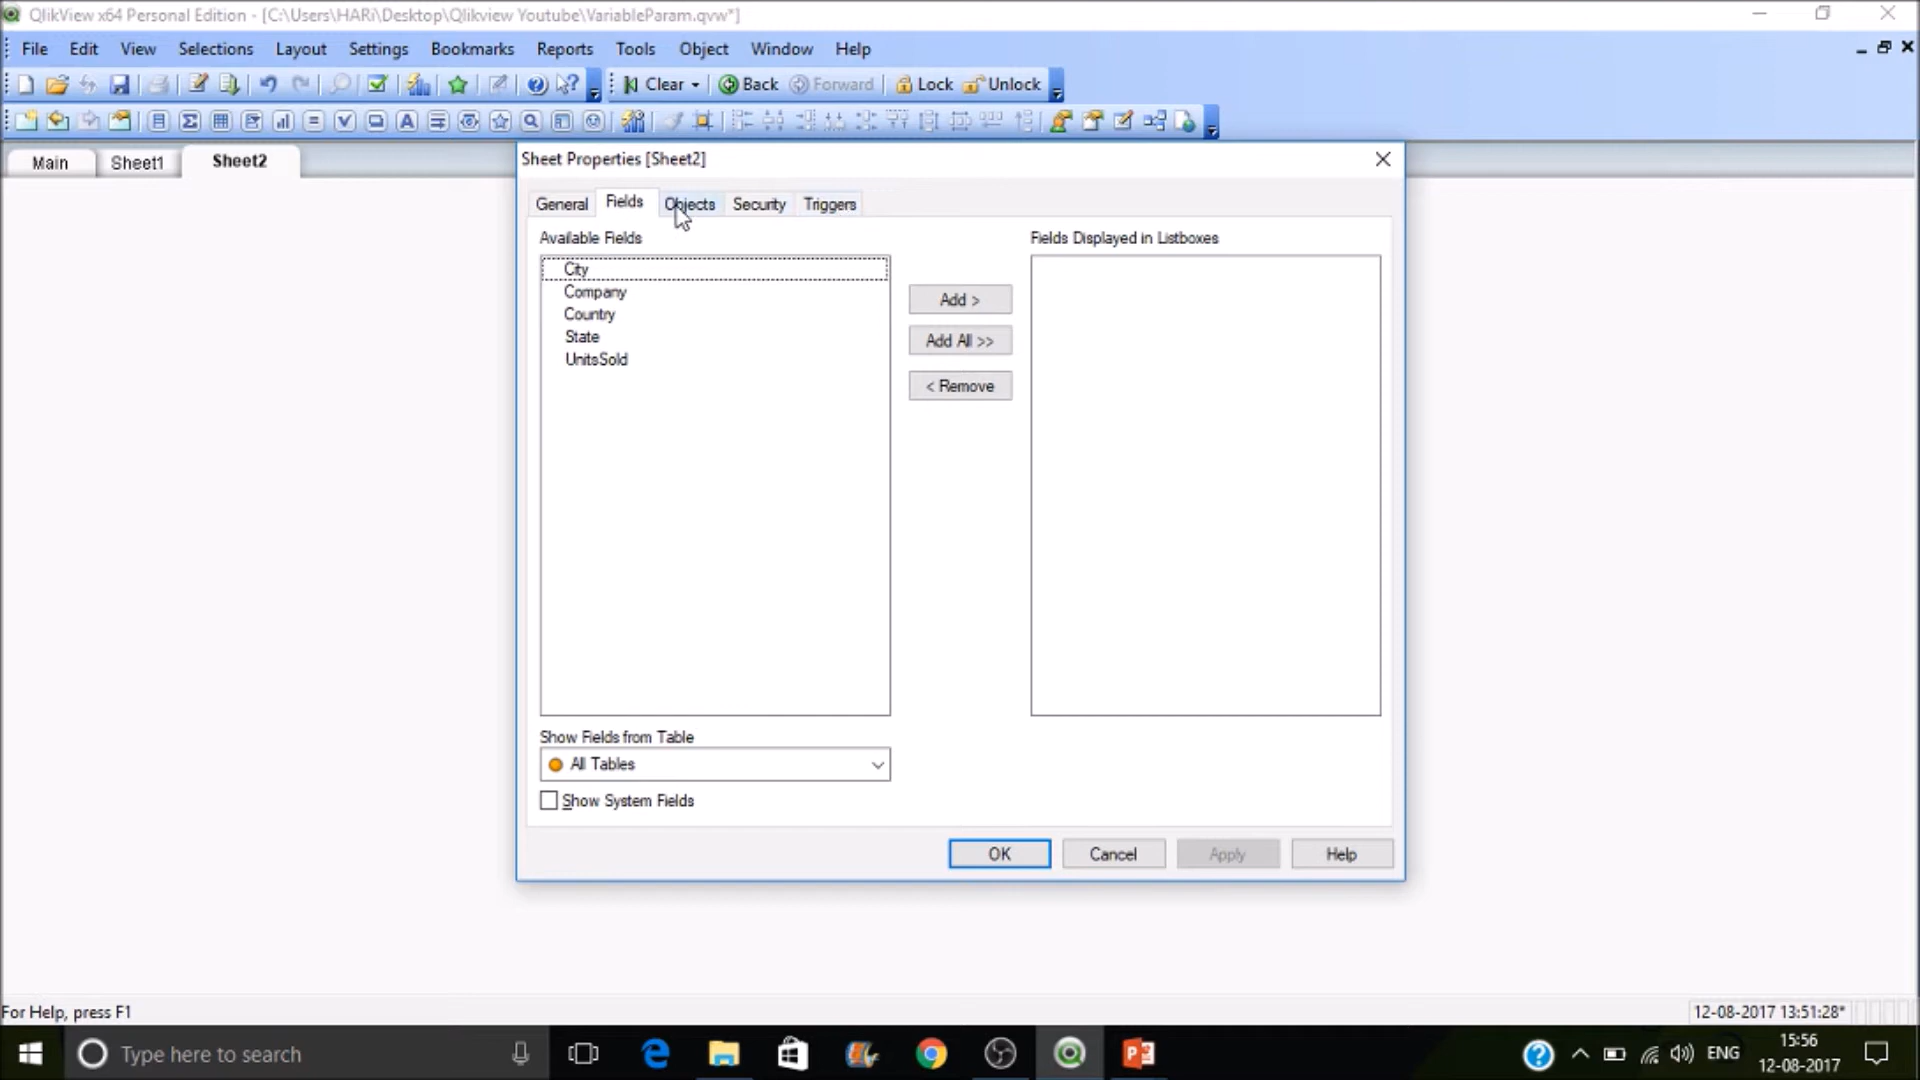 QlikView x64 Personal Edition - [C:\Users\HARi\Desktop\Qlikview Youtube\VariableParam.qvw*]
File Edit View Selections Layout Settings Bookmarks Reports Tools Object Window Help
Clear Back Forward Lock Unlock
Main Sheet1 Sheet2
Sheet Properties [Sheet2]
General Fields Objects Security Triggers
Available Fields
Fields Displayed in Listboxes
City
Company
Country
State
UnitsSold
Add >
Add All >>
< Remove
Show Fields from Table
All Tables
Show System Fields
OK Cancel Apply Help
For Help, press F1
12-08-2017 13:51:28*
Type here to search
ENG
15:56
12-08-2017